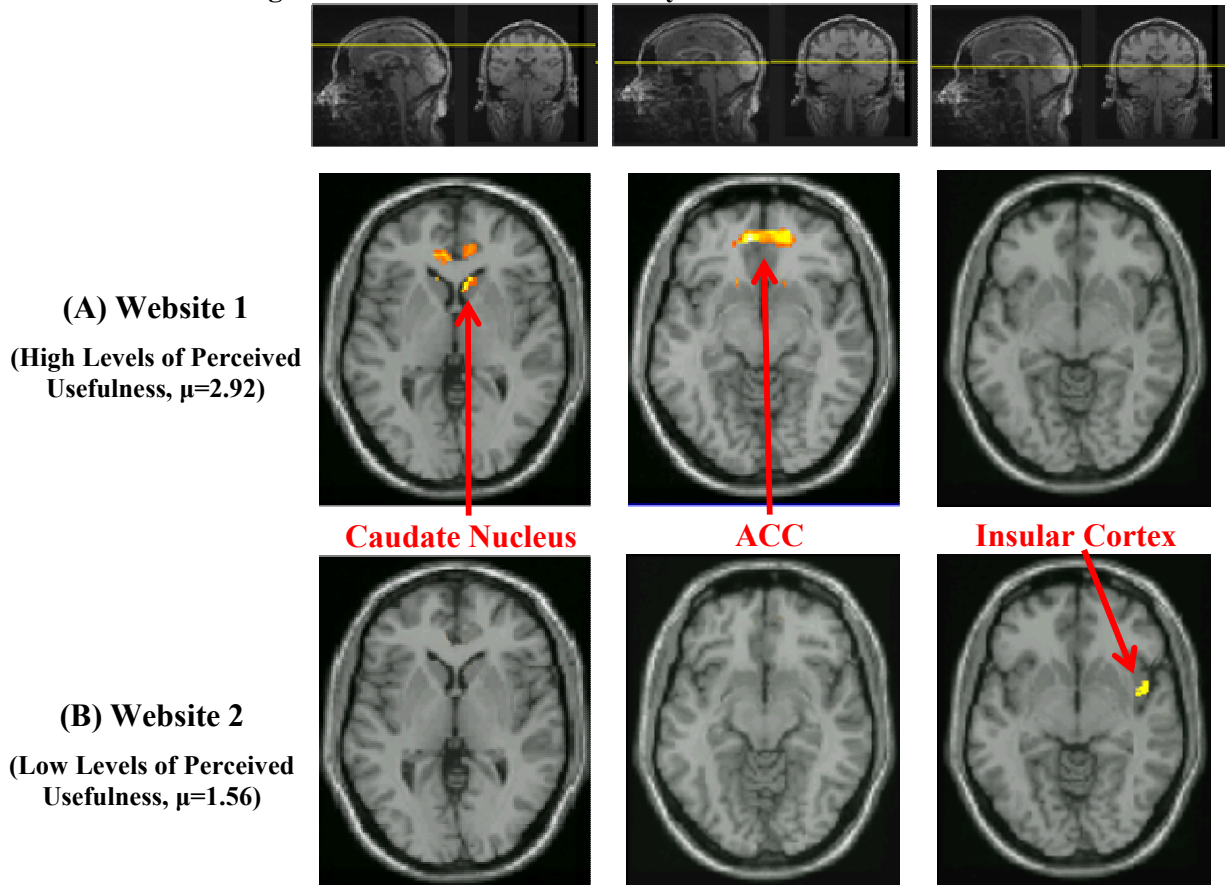 (A) Website 1
(High Levels of Perceived
Usefulness, μ=2.92)
Caudate Nucleus
ACC
Insular Cortex
(B) Website 2
(Low Levels of Perceived
Usefulness, μ=1.56)